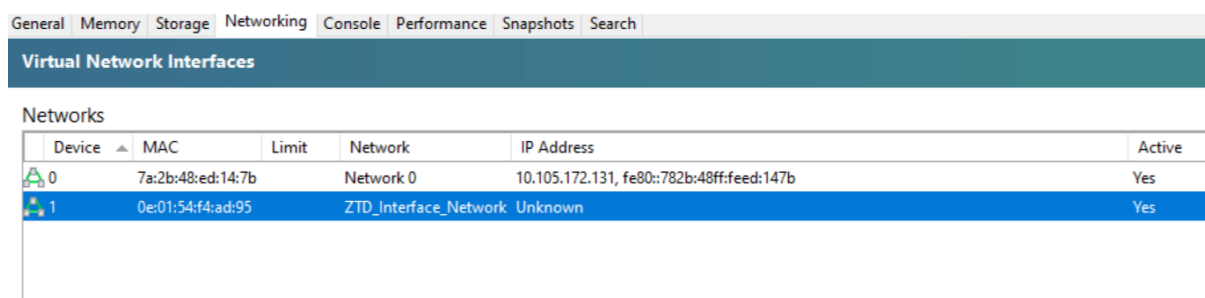 General Memory Storage Networking Console Performance Snapshots Search
Virtual Network Interfaces
Networks
Device MAC Limit Network IP Address Active
0 7a:2b:48:ed:14:7b Network 0 10.105.172.131, fe80::782b:48ff:feed:147b Yes
1 0e:01:54:f4:ad:95 ZTD_Interface_Network Unknown Yes